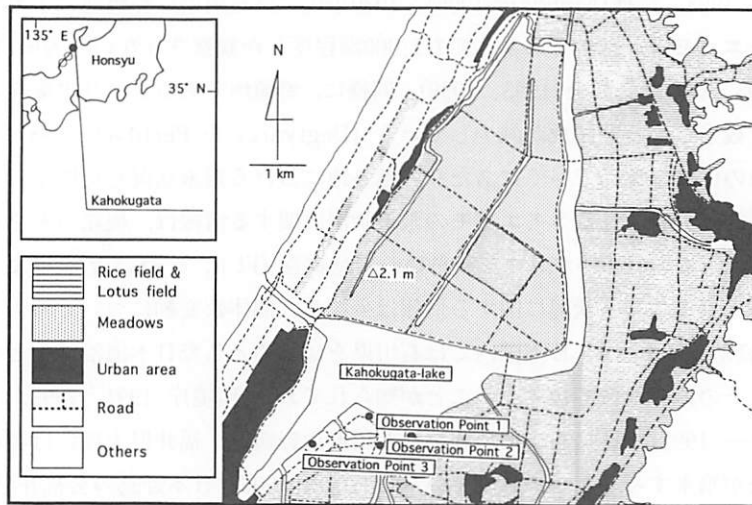 135° E
Honsyu
35° N
Kahokugata
N
1 km
△2.1 m
Rice field &
Lotus field
Meadows
Urban area
Road
Others
Kahokugata-lake
Observation Point 1
Observation Point 2
Observation Point 3